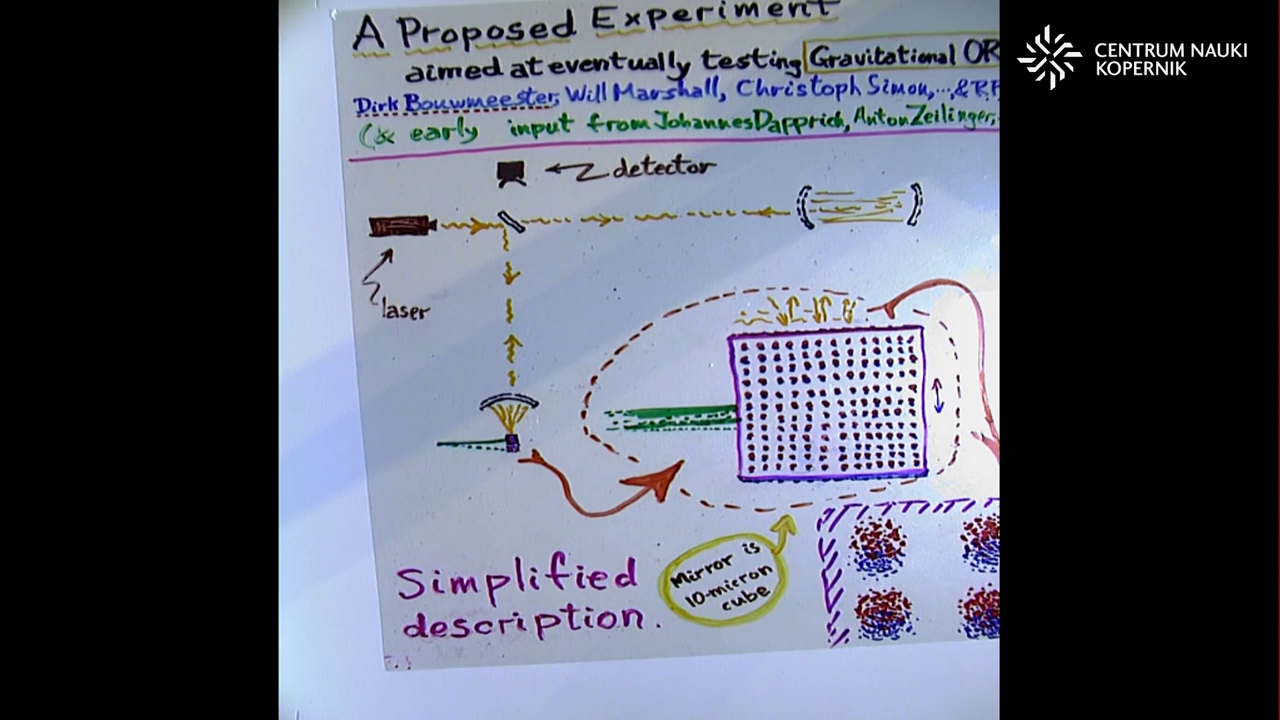 A Proposed Experiment
aimed at eventually testing Gravitational OR
Dirk Bouwmeester, Will Marshall, Christoph Simon,...,& R.P
(& early input from Johannes Dapprich, Anton Zeilinger,
detector
laser
Mirror is
10-micron
cube
Simplified
description.
CENTRUM NAUKI
KOPERNIK